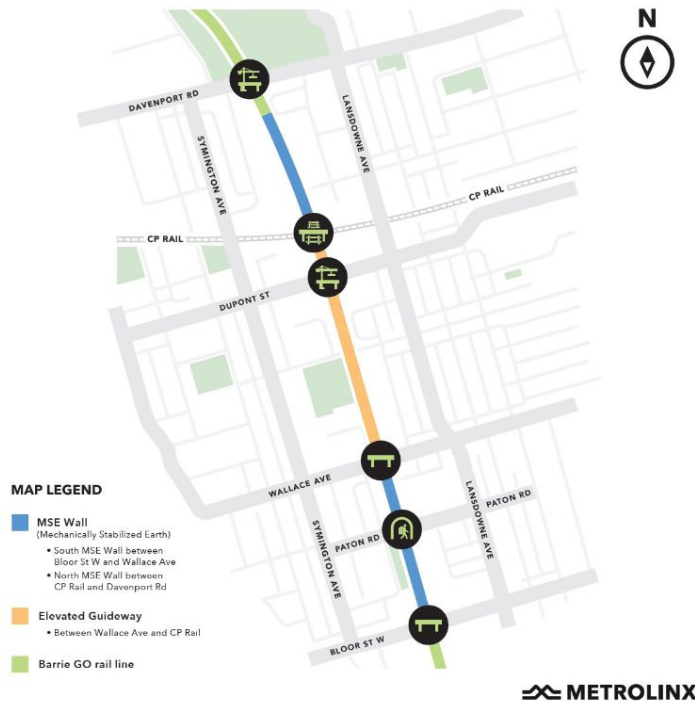 N
DAVENPORT RD
LANSDOWNE AVE
SYMINGTON AVE
CP RAIL
CP RAIL
DUPONT ST
WALLACE AVE
LANSDOWNE AVE
PATON RD
PATON RD
SYMINGTON AVE
BLOOR ST W
MAP LEGEND
MSE Wall
(Mechanically Stabilized Earth)
• South MSE Wall between
Bloor St W and Wallace Ave
• North MSE Wall between
CP Rail and Davenport Rd
Elevated Guideway
• Between Wallace Ave and CP Rail
Barrie GO rail line
METROLINX